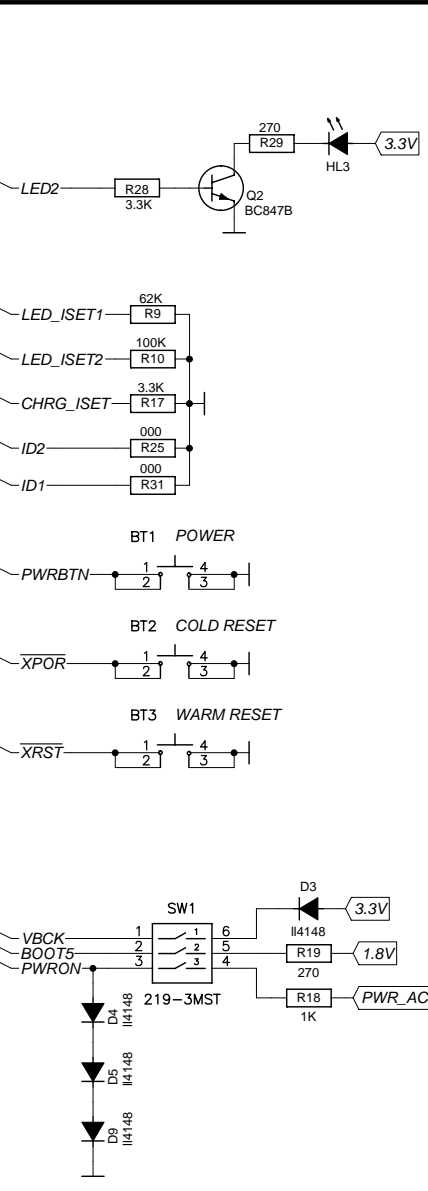 270
R29
3.3V
HL3
LED2
R28
3.3K
Q2
BC847B
62K
LED_ISET1
R9
100K
LED_ISET2
R10
3.3K
CHRG_ISET
R17
000
ID2
R25
000
ID1
R31
BT1 POWER
PWRBTN
1 4
2 3
BT2 COLD RESET
XPOR
1 4
2 3
BT3 WARM RESET
XRST
1 4
2 3
D3
3.3V
II4148
SW1
VBCK 1 1 6
BOOT5 2 2 5 R19 1.8V
PWRON 3 3 4 270
219-3MST
R18 PWR_AC
1K
D4
II4148
D5
II4148
D9
II4148